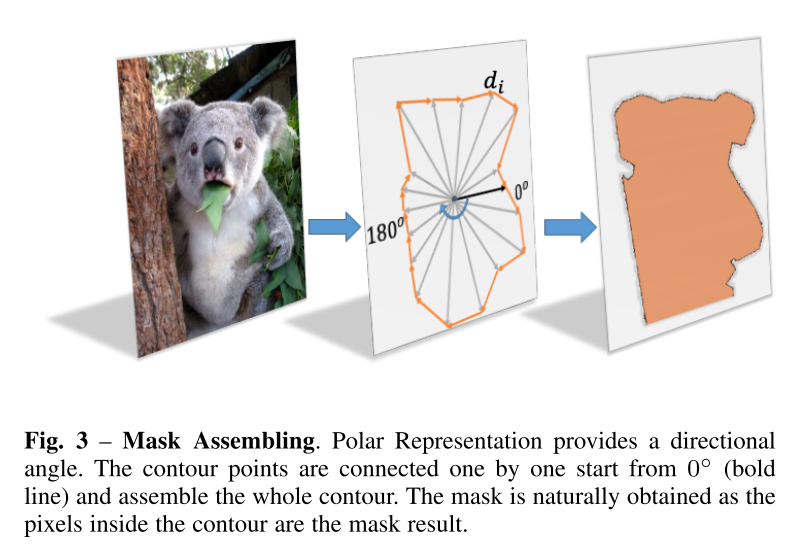 dᵢ
0°
180°
Fig. 3 – Mask Assembling. Polar Representation provides a directional
angle. The contour points are connected one by one start from 0° (bold
line) and assemble the whole contour. The mask is naturally obtained as the
pixels inside the contour are the mask result.